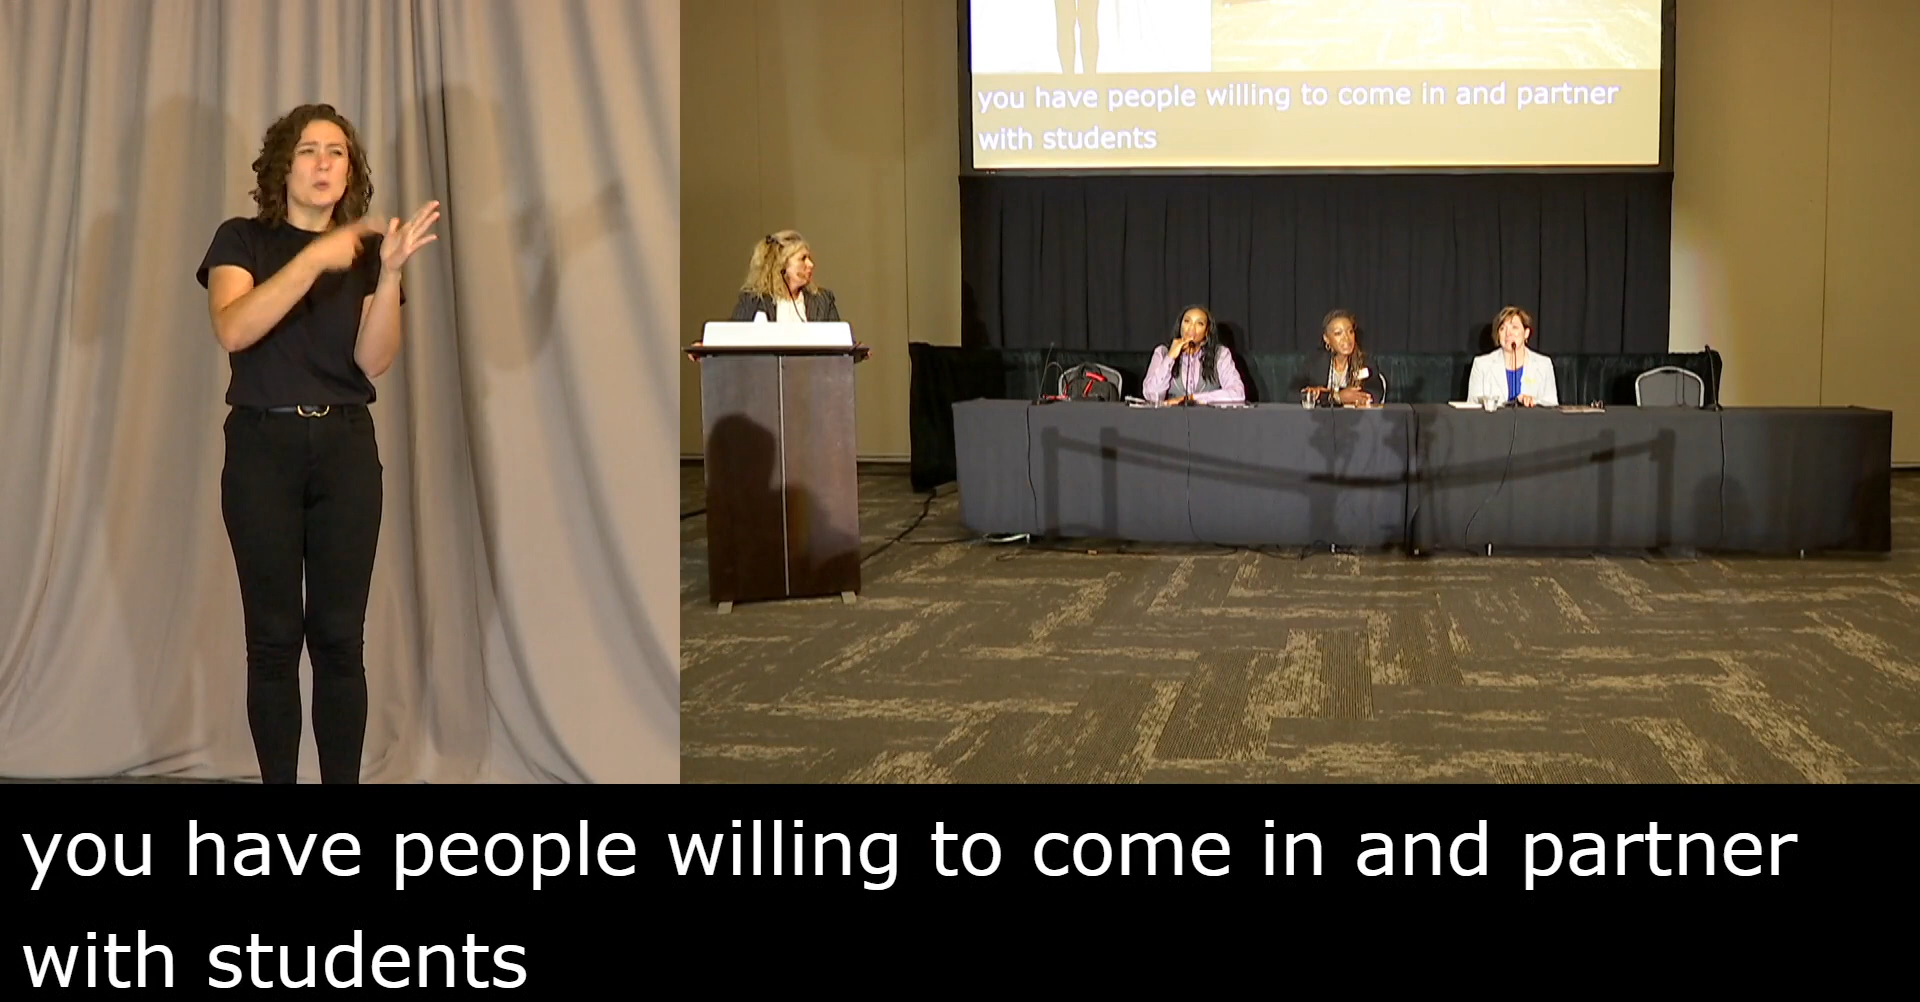 you have people willing to come in and partner
with students
you have people willing to come in and partner
with students